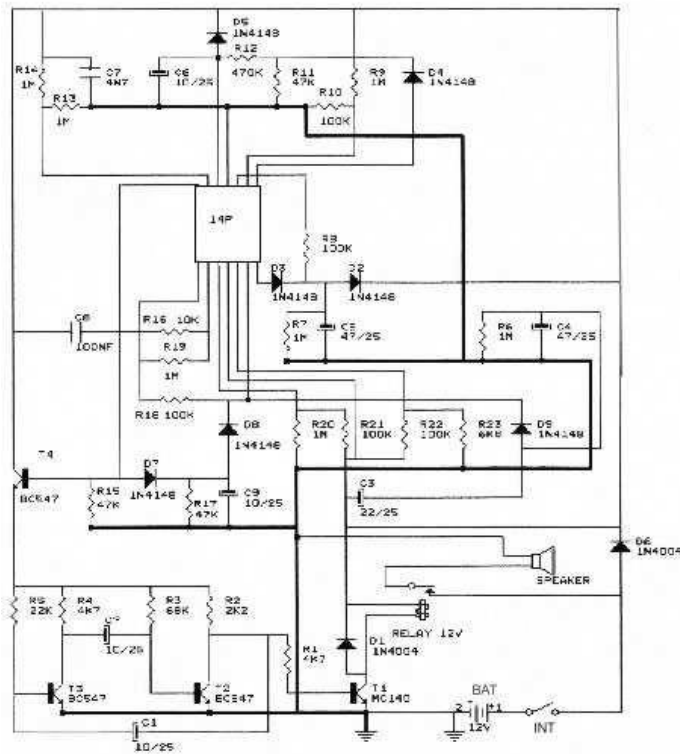 D5
1N4148
R12
470K
R14
1M
C7
4N7
C6
10/25
R11
47K
R9
1M
D4
1N4148
R13
1M
R10
100K
14P
R8
100K
D3
1N4148
D2
1N4148
C8
100NF
R16 10K
R19
1M
R18 100K
R7
1M
C5
47/25
R6
1M
C4
47/25
D8
1N4148
R20
1M
R21
100K
R22
100K
R23
6K8
D9
1N4148
T4
BC547
R15
47K
D7
1N4148
R17
47K
C9
10/25
C3
22/25
D6
1N4004
SPEAKER
R5
22K
R4
4K7
C2
10/25
R3
68K
R2
2K2
R1
4K7
D1
1N4004
RELAY 12V
T3
BC547
T2
BC547
T1
MC140
C1
10/25
BAT
2
+1
12V
INT